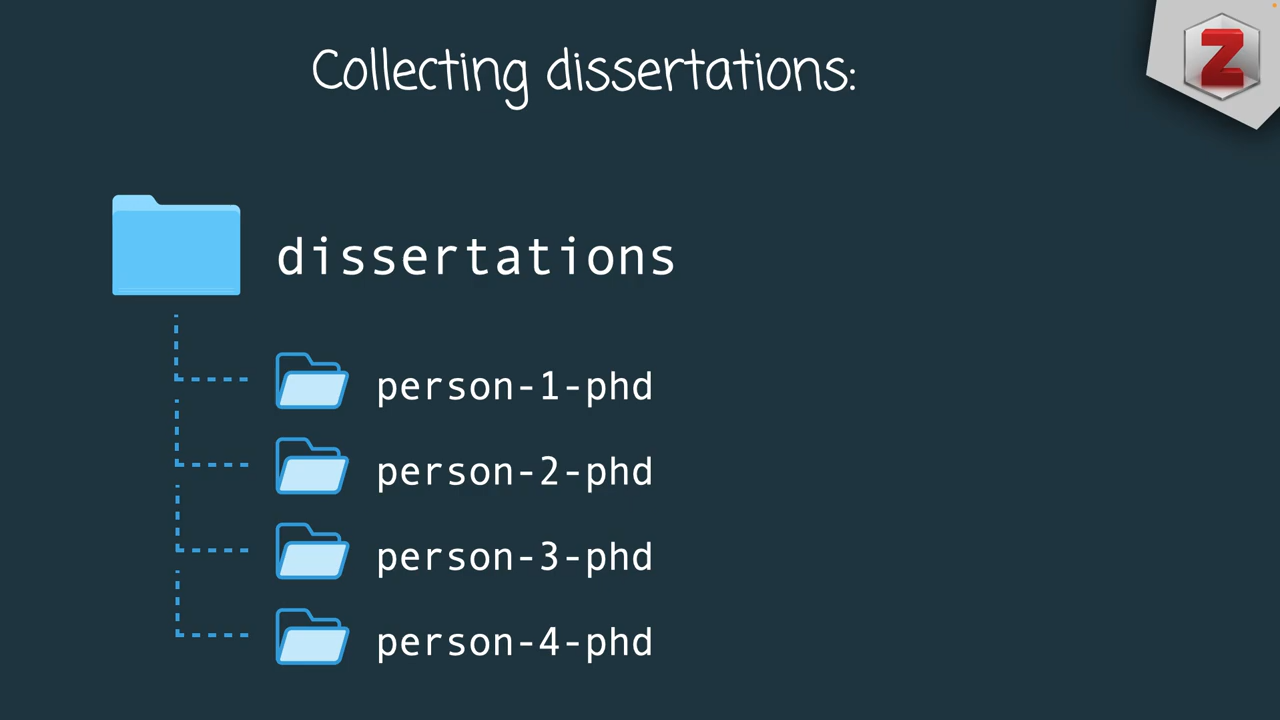 Collecting dissertations:
Z
dissertations
person-1-phd
person-2-phd
person-3-phd
person-4-phd